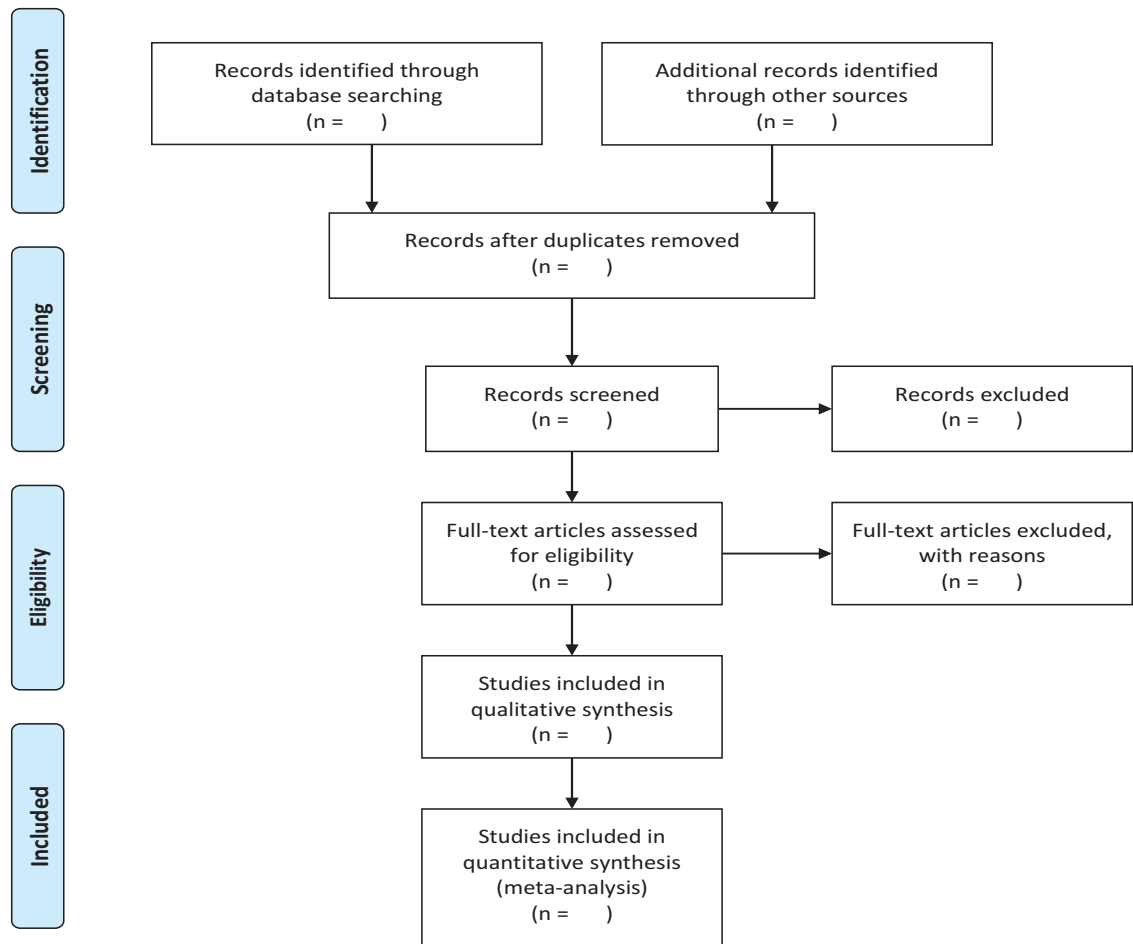 Identification
Records identified through
database searching
(n = )
Additional records identified
through other sources
(n = )
Records after duplicates removed
(n = )
Screening
Records screened
(n = )
Records excluded
(n = )
Eligibility
Full-text articles assessed
for eligibility
(n = )
Full-text articles excluded,
with reasons
(n = )
Studies included in
qualitative synthesis
(n = )
Included
Studies included in
quantitative synthesis
(meta-analysis)
(n = )